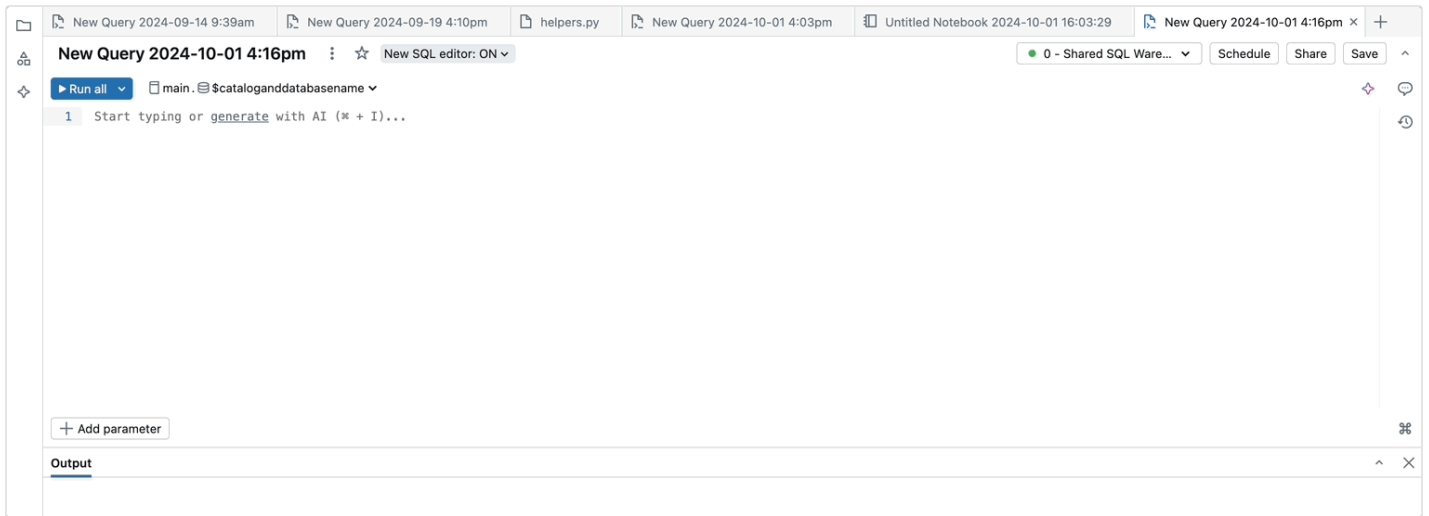 New Query 2024-09-14 9:39am
New Query 2024-09-19 4:10pm
helpers.py
New Query 2024-10-01 4:03pm
Untitled Notebook 2024-10-01 16:03:29
New Query 2024-10-01 4:16pm
New Query 2024-10-01 4:16pm
New SQL editor: ON
0 - Shared SQL Ware...
Schedule
Share
Save
Run all
main.
$cataloganddatabasename
1 Start typing or generate with AI (⌘ + I)...
Add parameter
Output